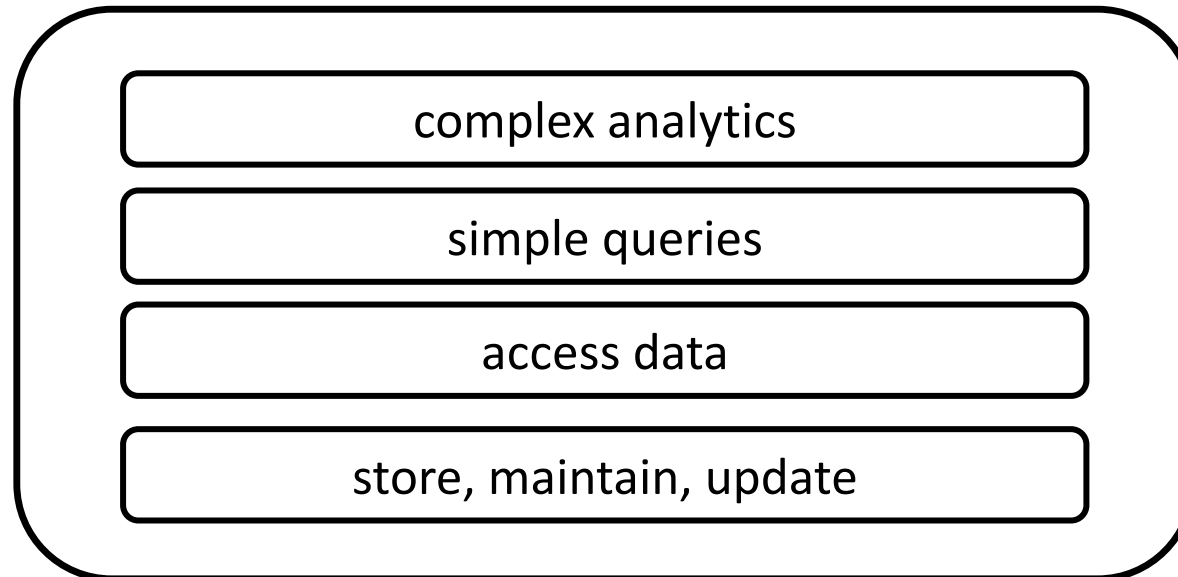 complex analytics
simple queries
access data
store, maintain, update